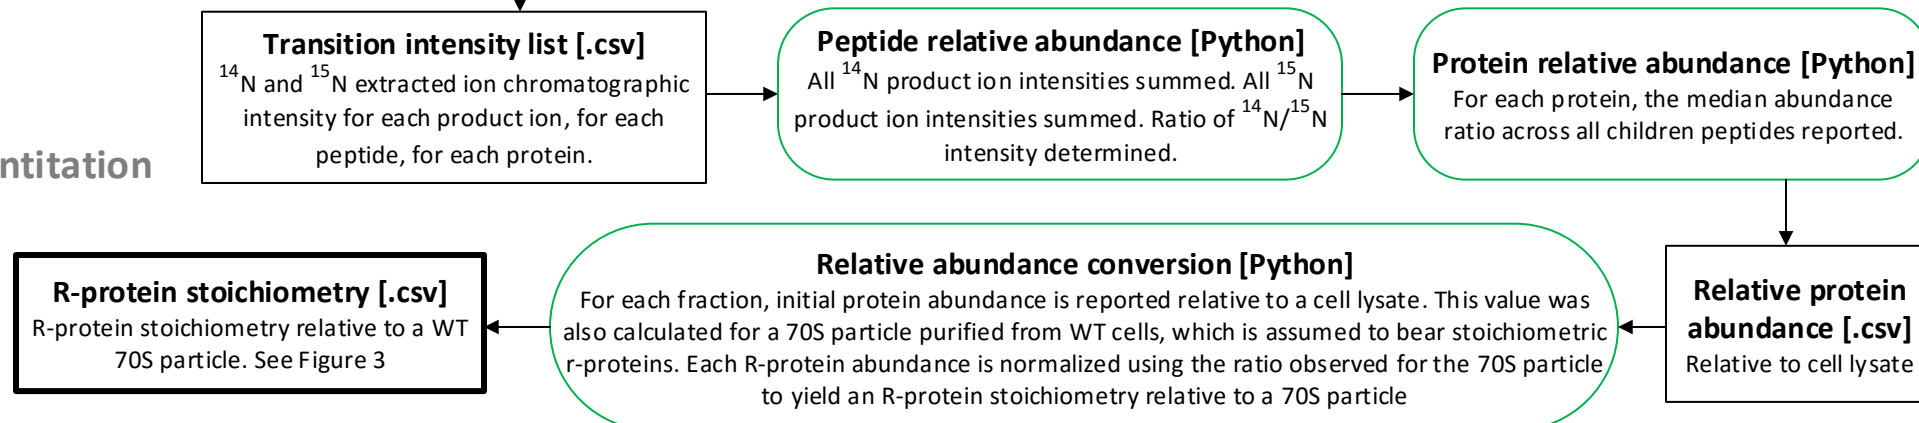 Transition intensity list [.csv]
14N and 15N extracted ion chromatographic
intensity for each product ion, for each
peptide, for each protein.
Peptide relative abundance [Python]
All 14N product ion intensities summed. All 15N
product ion intensities summed. Ratio of 14N/15N
intensity determined.
Protein relative abundance [Python]
For each protein, the median abundance
ratio across all children peptides reported.
ntitation
R-protein stoichiometry [.csv]
R-protein stoichiometry relative to a WT
70S particle. See Figure 3
Relative abundance conversion [Python]
For each fraction, initial protein abundance is reported relative to a cell lysate. This value was
also calculated for a 70S particle purified from WT cells, which is assumed to bear stoichiometric
r-proteins. Each R-protein abundance is normalized using the ratio observed for the 70S particle
to yield an R-protein stoichiometry relative to a 70S particle
Relative protein
abundance [.csv]
Relative to cell lysate